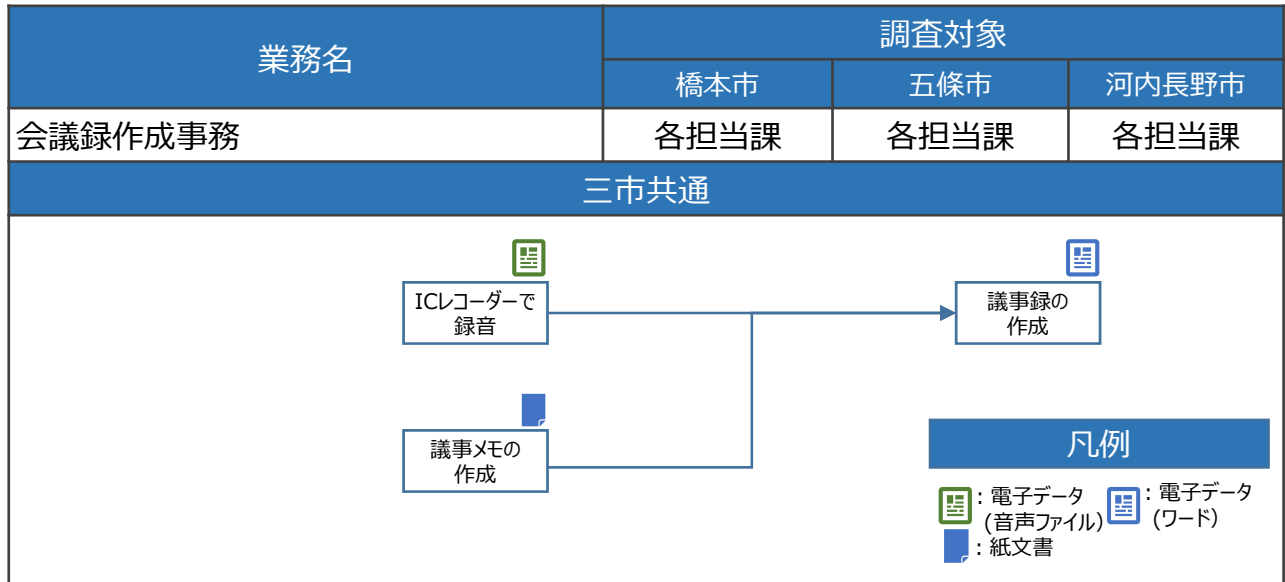 業務名
調査対象
橋本市
五條市
河内長野市
会議録作成事務
各担当課
各担当課
各担当課
三市共通
ICレコーダーで
録音
議事録の
作成
議事メモの
作成
凡例
：電子データ
(音声ファイル)
：電子データ
(ワード)
：紙文書